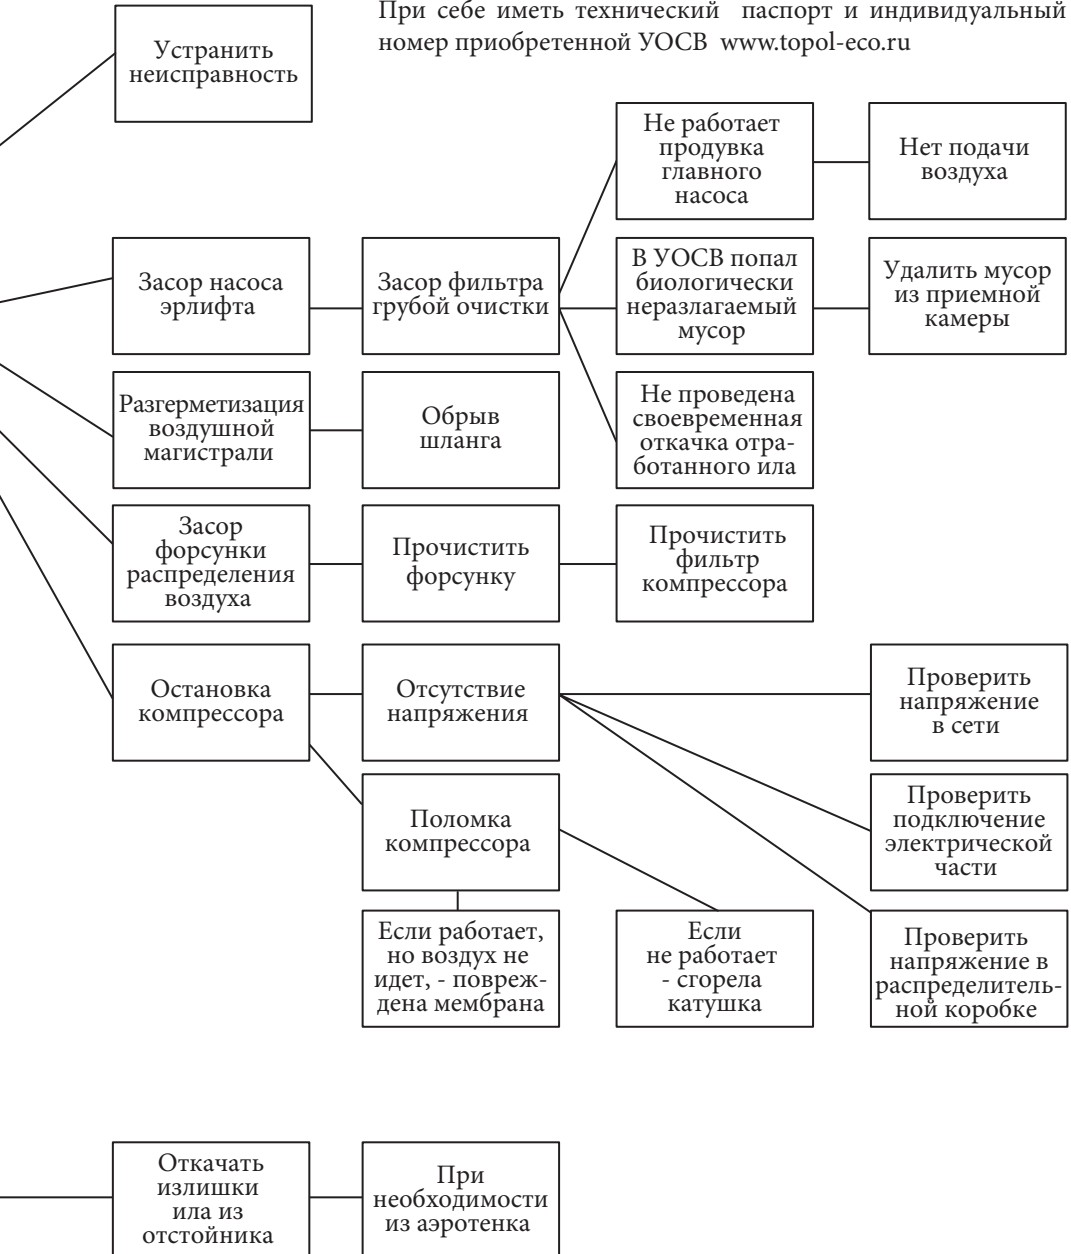 При себе иметь технический паспорт и индивидуальный
номер приобретенной УОСВ www.topol-eco.ru
Устранить
неисправность
Не работает
продувка
главного
насоса
Нет подачи
воздуха
Засор насоса
эрлифта
Засор фильтра
грубой очистки
В УОСВ попал
биологически
неразлагаемый
мусор
Удалить мусор
из приемной
камеры
Разгерметизация
воздушной
магистрали
Обрыв
шланга
Не проведена
своевременная
откачка отра-
ботанного ила
Засор
форсунки
распределения
воздуха
Прочистить
форсунку
Прочистить
фильтр
компрессора
Остановка
компрессора
Отсутствие
напряжения
Проверить
напряжение
в сети
Поломка
компрессора
Проверить
подключение
электрической
части
Если работает,
но воздух не
идет, - повреж-
дена мембрана
Если
не работает
- сгорела
катушка
Проверить
напряжение в
распределитель-
ной коробке
Откачать
излишки
ила из
отстойника
При
необходимости
из аэротенка